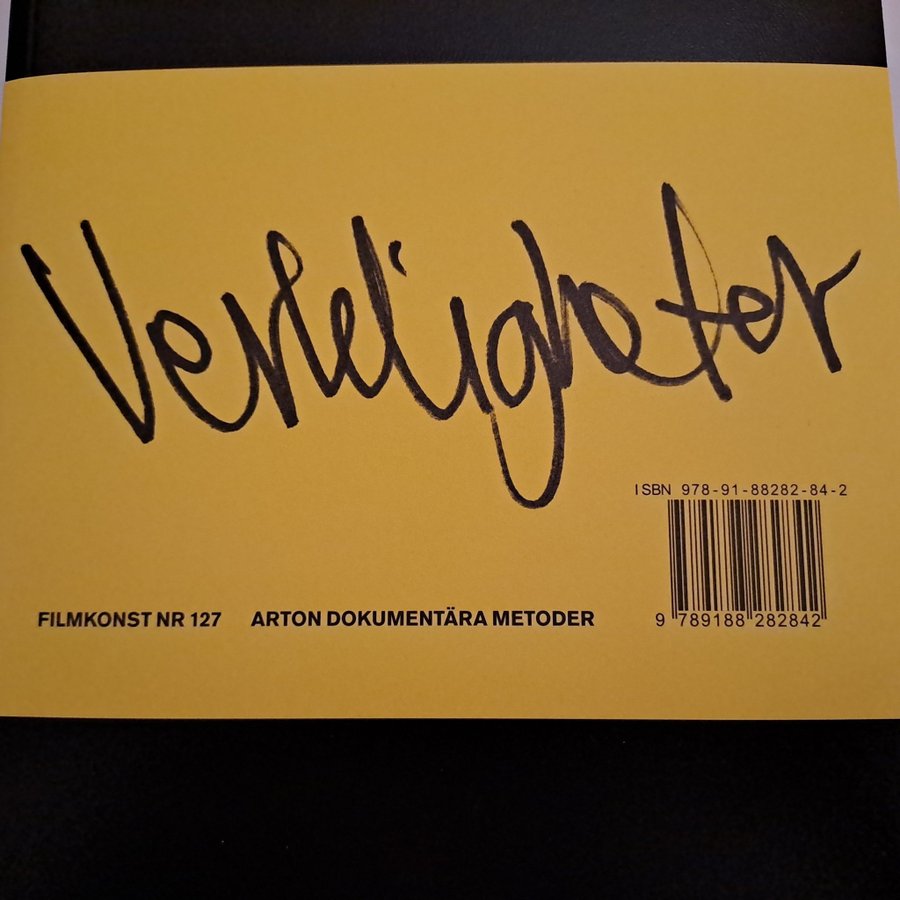 Verkligheter
ISBN 978-91-88282-84-2
9 789188 282842
FILMKONST NR 127 ARTON DOKUMENTÄRA METODER